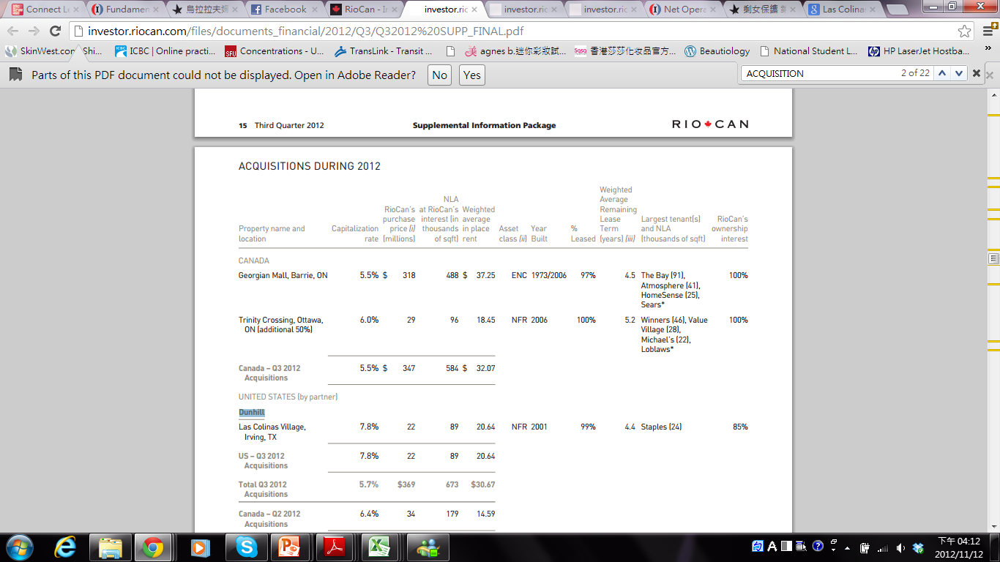 Connect Le
Fundamen
烏拉拉夫婦
Facebook
RioCan - In
investor.ric
investor.ric
investor.ric
Net Opera
剩女保鑣
Las Colinas
investor.riocan.com/files/documents_financial/2012/Q3/Q32012%20SUPP_FINAL.pdf
SkinWest.com Shi...
ICBC | Online practi...
SFU Concentrations - U...
TransLink - Transit ...
agnes b.迷你彩妝試...
Sasa 香港莎莎化妝品官方...
Beautiology
National Student L...
hp HP LaserJet Hostba...
»
Parts of this PDF document could not be displayed. Open in Adobe Reader? No Yes
ACQUISITION 2 of 22
15 Third Quarter 2012 Supplemental Information Package RIO CAN
ACQUISITIONS DURING 2012
Weighted
NLA Average
RioCan's at RioCan's Weighted Remaining
purchase interest (in average Lease Largest tenant(s) RioCan's
Property name and Capitalization price (i) thousands in place Asset Year % Term and NLA ownership
location rate (millions) of sqft) rent class (ii) Built Leased (years) (iii) (thousands of sqft) interest
CANADA
Georgian Mall, Barrie, ON 5.5% $ 318 488 $ 37.25 ENC 1973/2006 97% 4.5 The Bay (91), 100%
Atmosphere (41),
HomeSense (25),
Sears*
Trinity Crossing, Ottawa, 6.0% 29 96 18.45 NFR 2006 100% 5.2 Winners (46), Value 100%
ON (additional 50%) Village (28),
Michael's (22),
Loblaws*
Canada – Q3 2012 5.5% $ 347 584 $ 32.07
Acquisitions
UNITED STATES (by partner)
Dunhill
Las Colinas Village, 7.8% 22 89 20.64 NFR 2001 99% 4.4 Staples (24) 85%
Irving, TX
US – Q3 2012 7.8% 22 89 20.64
Acquisitions
Total Q3 2012 5.7% $369 673 $30.67
Acquisitions
Canada – Q2 2012 6.4% 34 179 14.59
Acquisitions
A
下午 04:12
2012/11/12